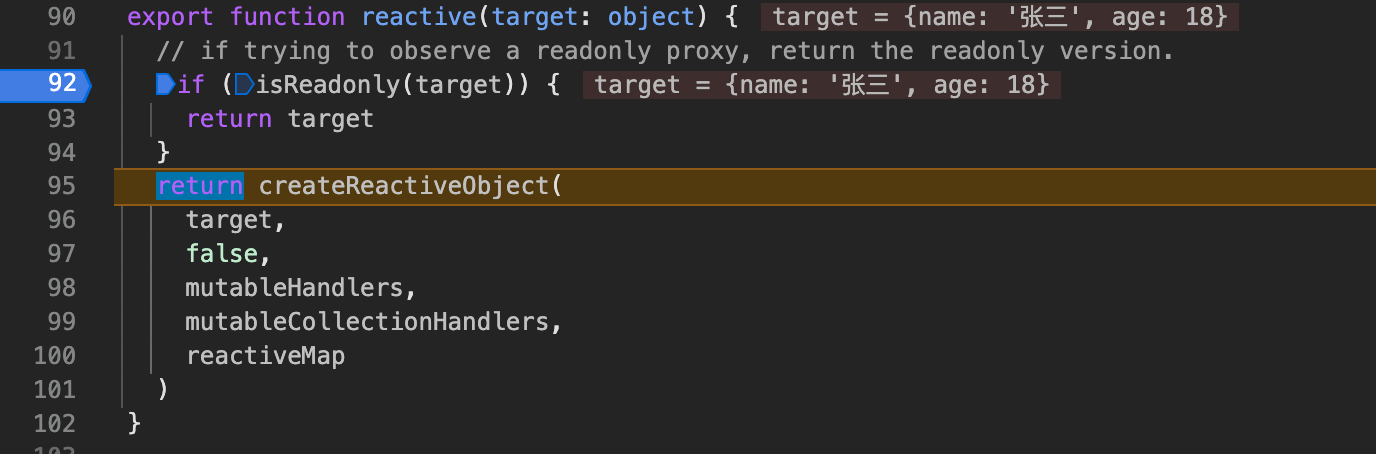 90 export function reactive(target: object) { target = {name: '张三', age: 18}
91 // if trying to observe a readonly proxy, return the readonly version.
92 if (isReadonly(target)) { target = {name: '张三', age: 18}
93 return target
94 }
95 return createReactiveObject(
96 target,
97 false,
98 mutableHandlers,
99 mutableCollectionHandlers,
100 reactiveMap
101 )
102 }